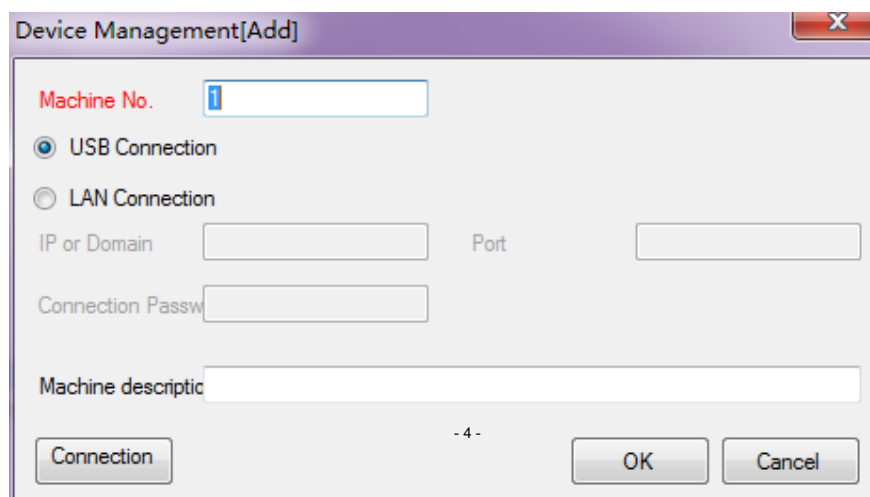 Device Management[Add]
Machine No. 1
USB Connection
LAN Connection
IP or Domain Port
Connection Passw
Machine descriptio
- 4 -
Connection OK Cancel